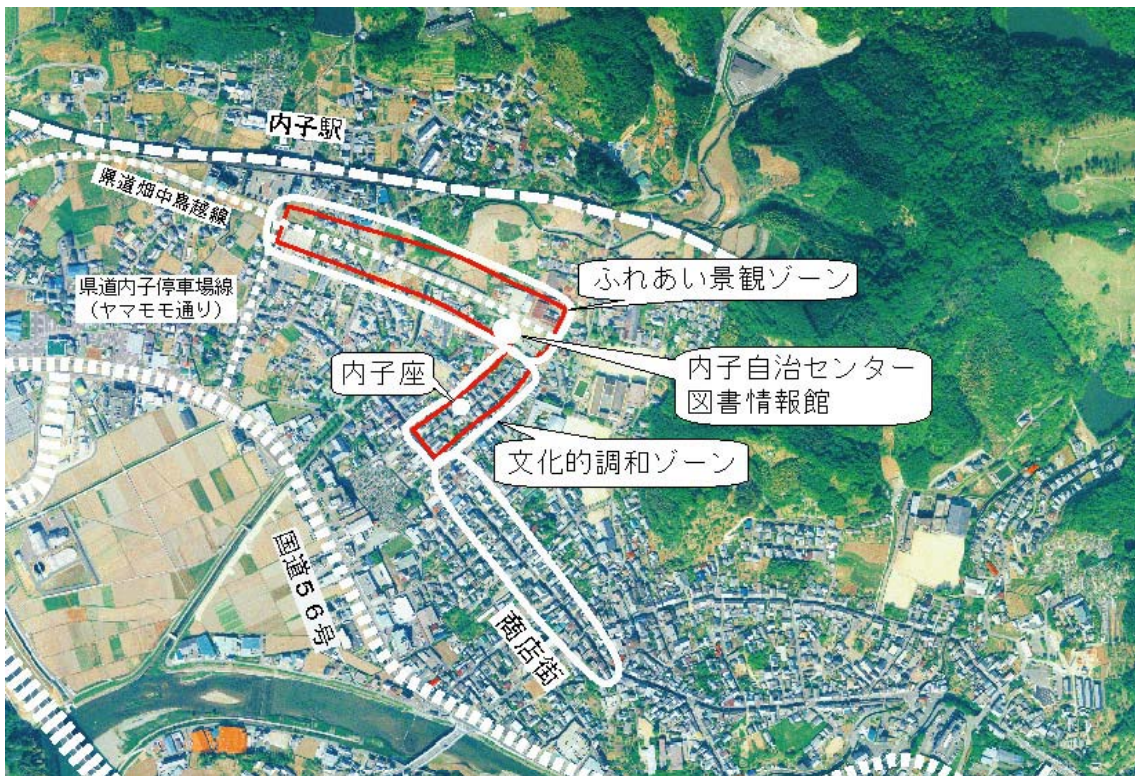 内子駅
県道畑中鳥越線
県道内子停車場線
(ヤマモモ通り)
ふれあい景観ゾーン
内子自治センター
図書情報館
内子座
文化的調和ゾーン
国道56号
商店街